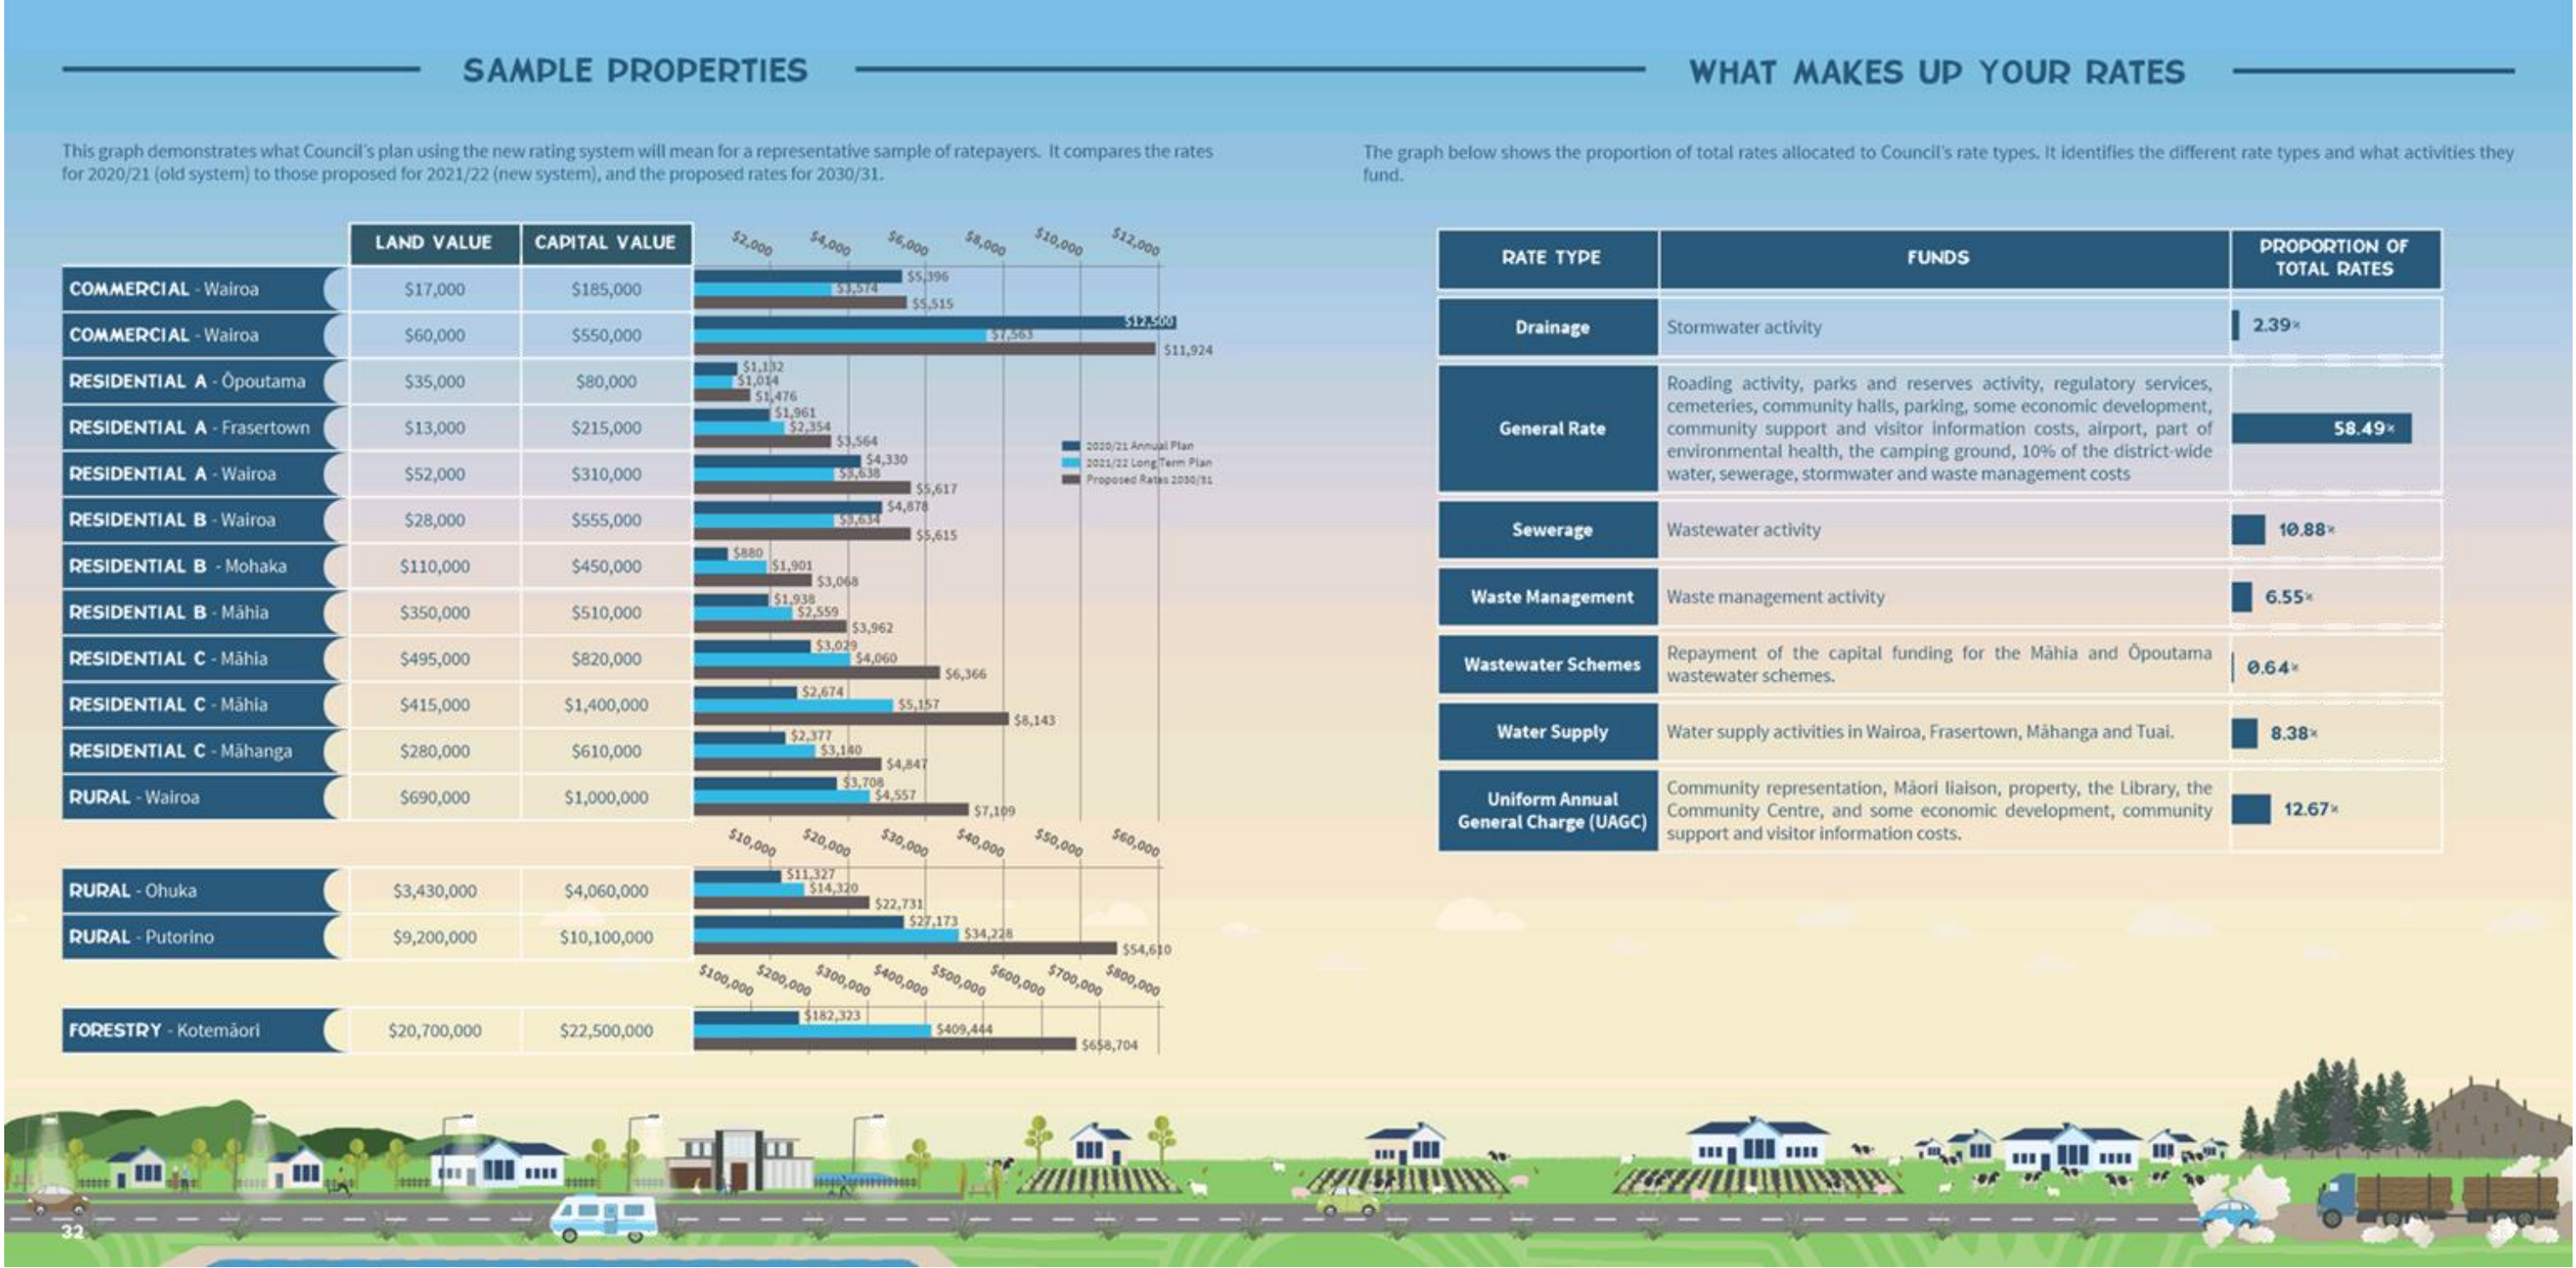 SAMPLE PROPERTIES
This graph demonstrates what Council's plan using the new rating system will mean for a representative sample of ratepayers. It compares the rates
for 2020/21 (old system) to those proposed for 2021/22 (new system), and the proposed rates for 2030/31.
LAND VALUE CAPITAL VALUE
$2,000 $4,000 $6,000 $8,000 $10,000 $12,000
COMMERCIAL - Wairoa $17,000 $185,000
$5,396
$3,574
$5,515
COMMERCIAL - Wairoa $60,000 $550,000
$12,500
$7,563
$11,924
RESIDENTIAL A - Ōpoutama $35,000 $80,000
$1,132
$1,014
$1,476
RESIDENTIAL A - Frasertown $13,000 $215,000
$1,961
$2,354
$3,564
RESIDENTIAL A - Wairoa $52,000 $310,000
$4,330
$3,638
$5,617
RESIDENTIAL B - Wairoa $28,000 $555,000
$4,878
$3,634
$5,615
RESIDENTIAL B - Mohaka $110,000 $450,000
$880
$1,901
$3,068
RESIDENTIAL B - Māhia $350,000 $510,000
$1,938
$2,559
$3,962
RESIDENTIAL C - Māhia $495,000 $820,000
$3,029
$4,060
$6,366
RESIDENTIAL C - Māhia $415,000 $1,400,000
$2,674
$5,157
$8,143
RESIDENTIAL C - Māhanga $280,000 $610,000
$2,377
$3,140
$4,847
RURAL - Wairoa $690,000 $1,000,000
$3,708
$4,557
$7,109
2020/21 Annual Plan
2021/22 Long Term Plan
Proposed Rates 2030/31
$10,000 $20,000 $30,000 $40,000 $50,000 $60,000
RURAL - Ohuka $3,430,000 $4,060,000
$11,327
$14,320
$22,731
RURAL - Putorino $9,200,000 $10,100,000
$27,173
$34,228
$54,610
$100,000 $200,000 $300,000 $400,000 $500,000 $600,000 $700,000 $800,000
FORESTRY - Kotemāori $20,700,000 $22,500,000
$182,323
$409,444
$658,704
32
WHAT MAKES UP YOUR RATES
The graph below shows the proportion of total rates allocated to Council's rate types. It identifies the different rate types and what activities they
fund.
RATE TYPE FUNDS PROPORTION OF
TOTAL RATES
Drainage Stormwater activity 2.39%
General Rate
Roading activity, parks and reserves activity, regulatory services,
cemeteries, community halls, parking, some economic development,
community support and visitor information costs, airport, part of
environmental health, the camping ground, 10% of the district-wide
water, sewerage, stormwater and waste management costs
58.49%
Sewerage Wastewater activity 10.88%
Waste Management Waste management activity 6.55%
Wastewater Schemes
Repayment of the capital funding for the Māhia and Ōpoutama
wastewater schemes.
0.64%
Water Supply Water supply activities in Wairoa, Frasertown, Māhanga and Tuai. 8.38%
Uniform Annual
General Charge (UAGC)
Community representation, Māori liaison, property, the Library, the
Community Centre, and some economic development, community
support and visitor information costs.
12.67%